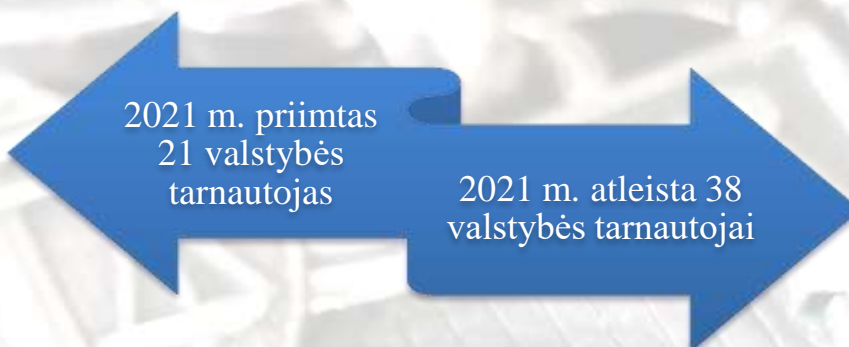 2021 m. priimtas
21 valstybės
tarnautojas
2021 m. atleista 38
valstybės tarnautojai